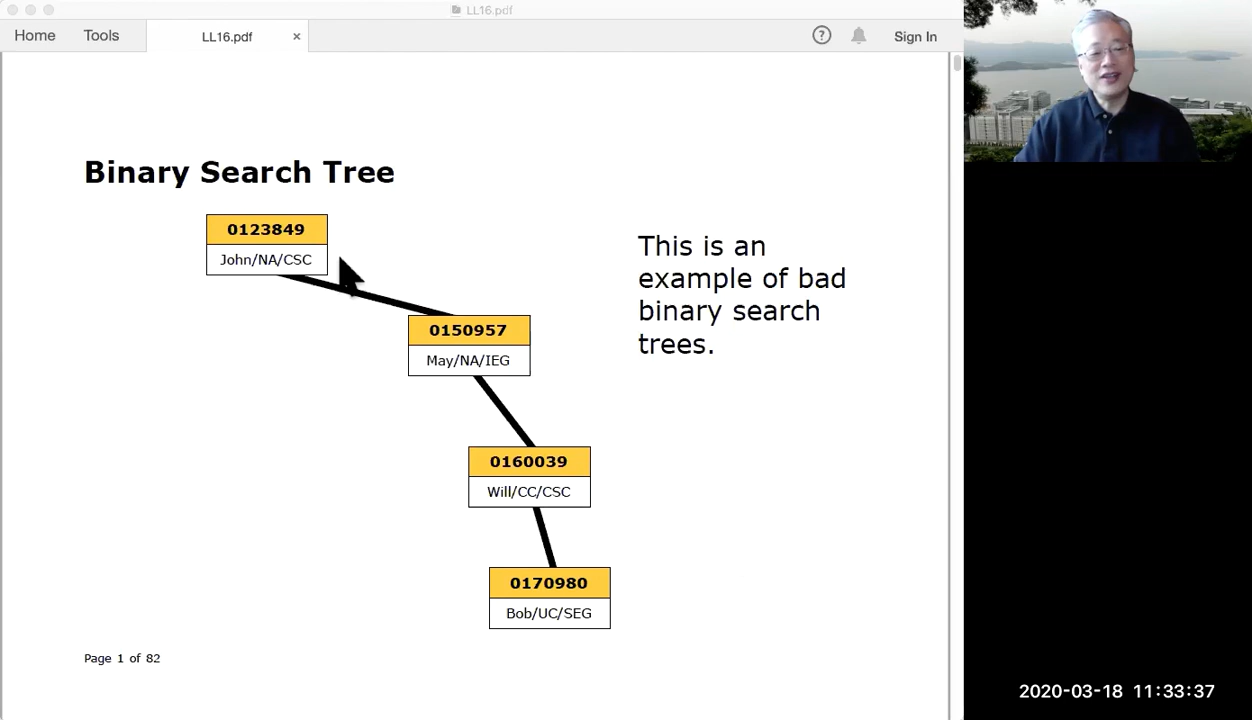 LL16.pdf
Home
Tools
LL16.pdf
×
?
Sign In
Binary Search Tree
0123849
John/NA/CSC
This is an
example of bad
binary search
trees.
0150957
May/NA/IEG
0160039
Will/CC/CSC
0170980
Bob/UC/SEG
Page 1 of 82
2020-03-18 11:33:37